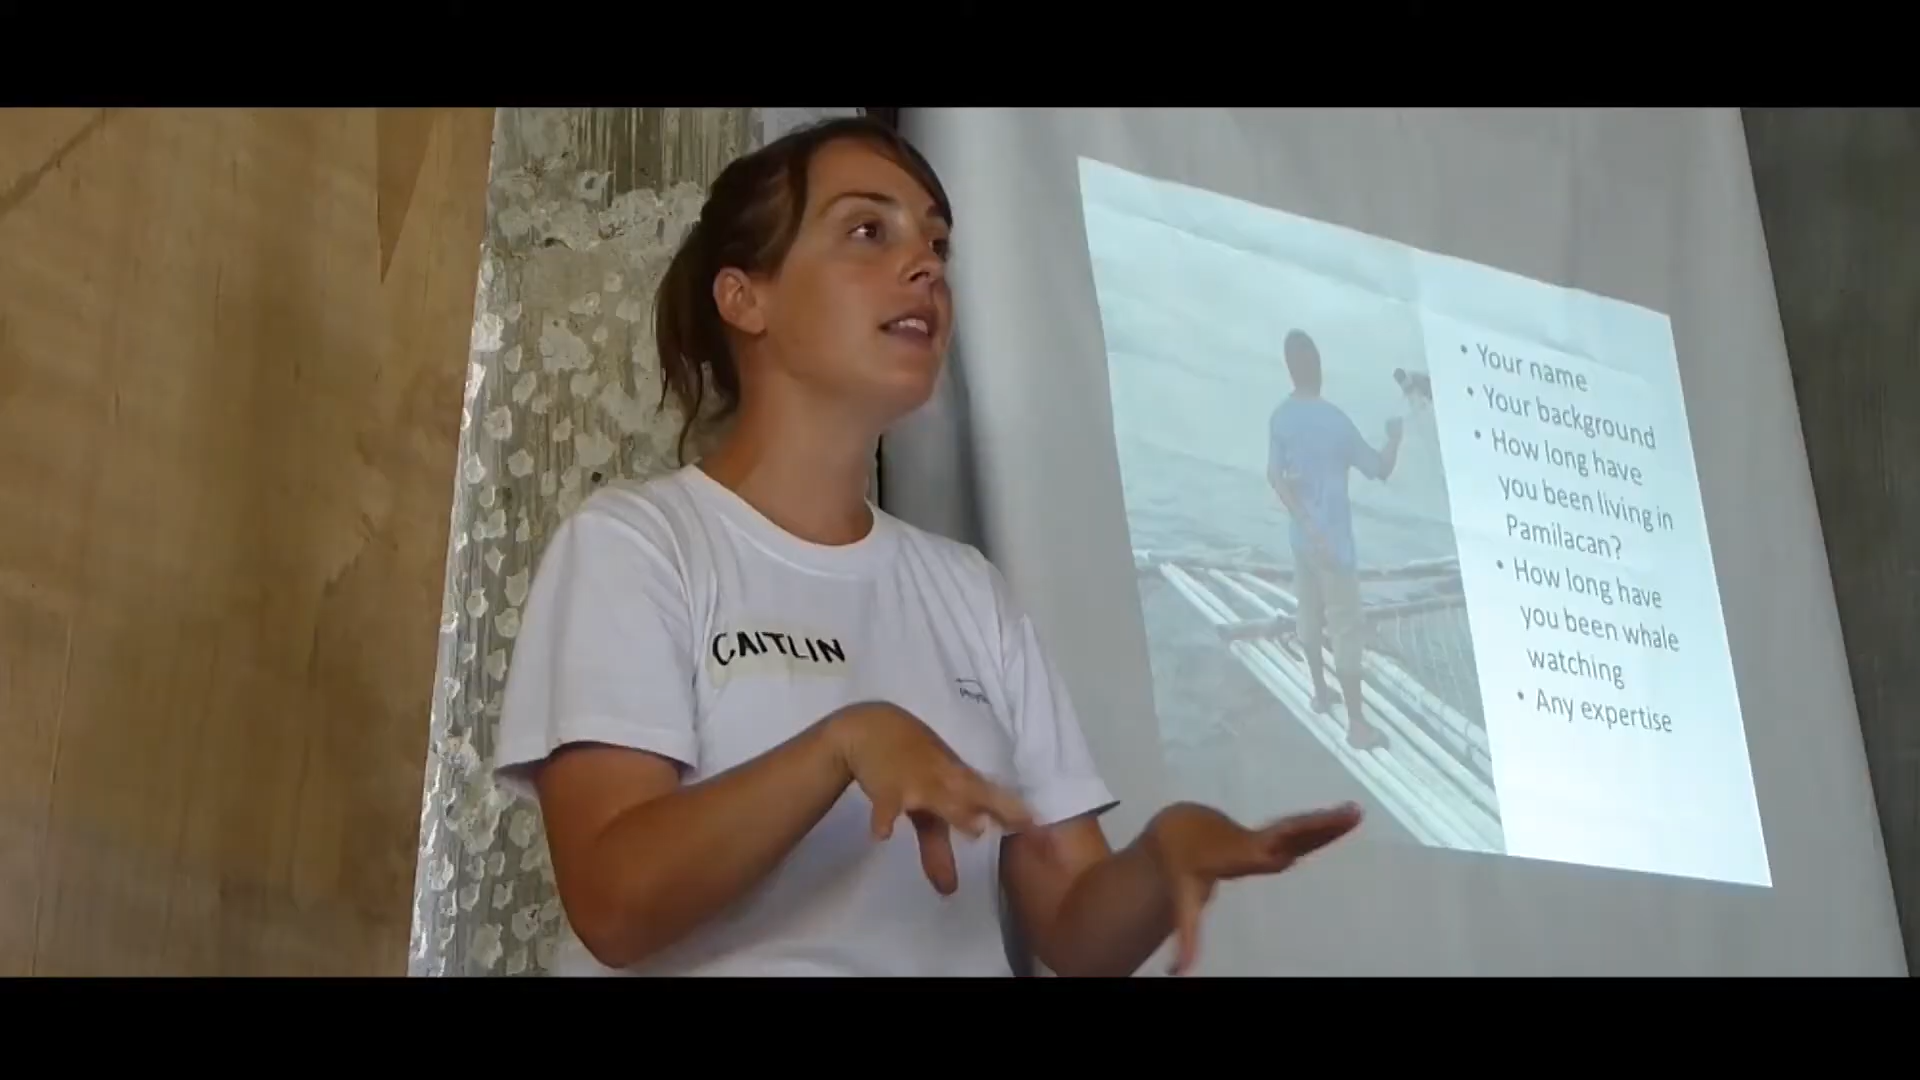 CAITLIN
• Your name
• Your background
• How long have
you been living in
Pamilacan?
• How long have
you been whale
watching
• Any expertise